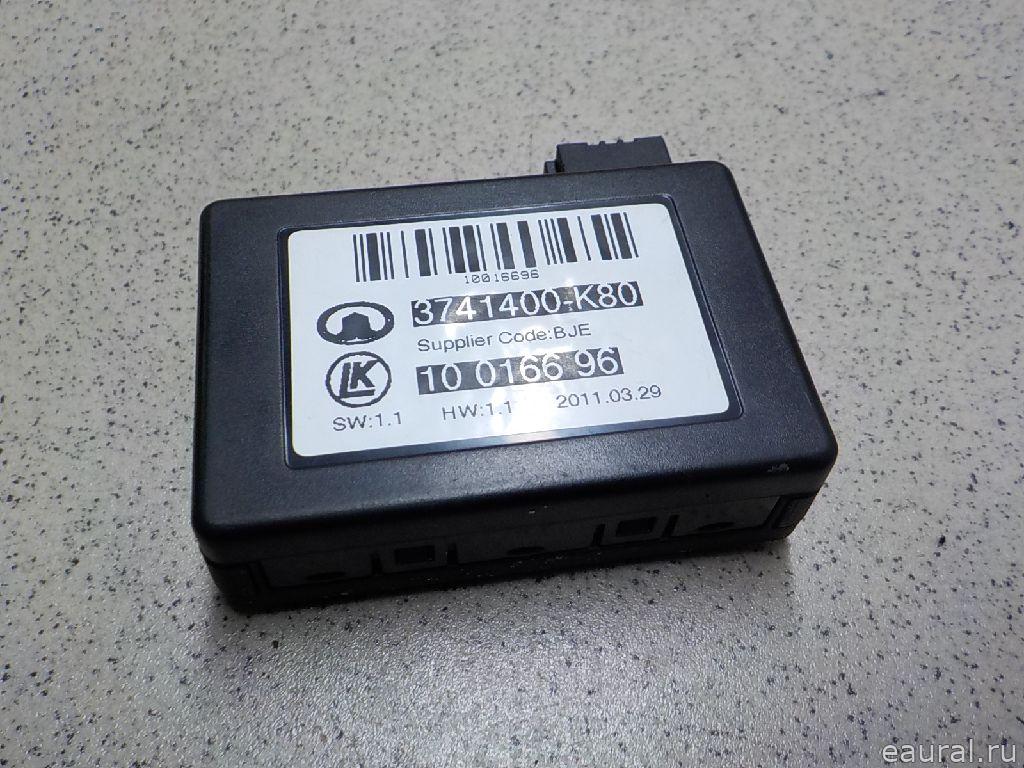 10016696
3741400-K80
Supplier Code:BJE
LK
10 0166 96
SW:1.1 HW:1.1 2011.03.29
eaural.ru